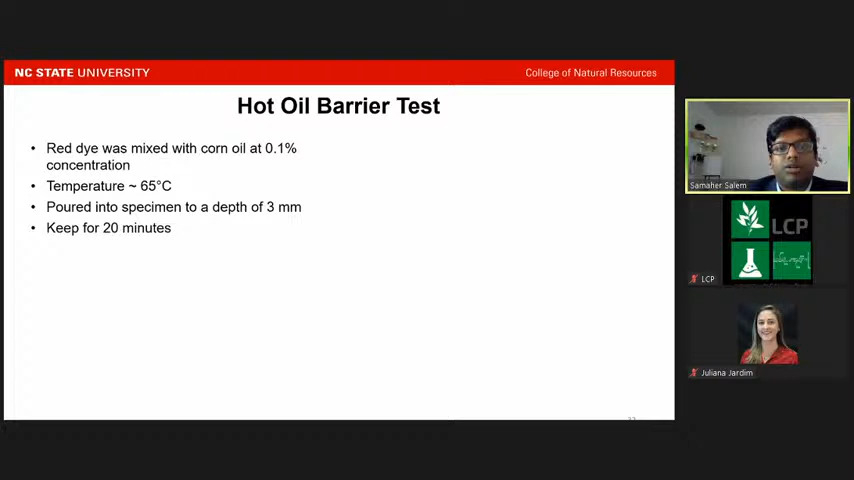 NC STATE UNIVERSITY
College of Natural Resources
Hot Oil Barrier Test
• Red dye was mixed with corn oil at 0.1%
concentration
• Temperature ~ 65°C
• Poured into specimen to a depth of 3 mm
• Keep for 20 minutes
Samaher Salem
LCP
LCP
Juliana Jardim